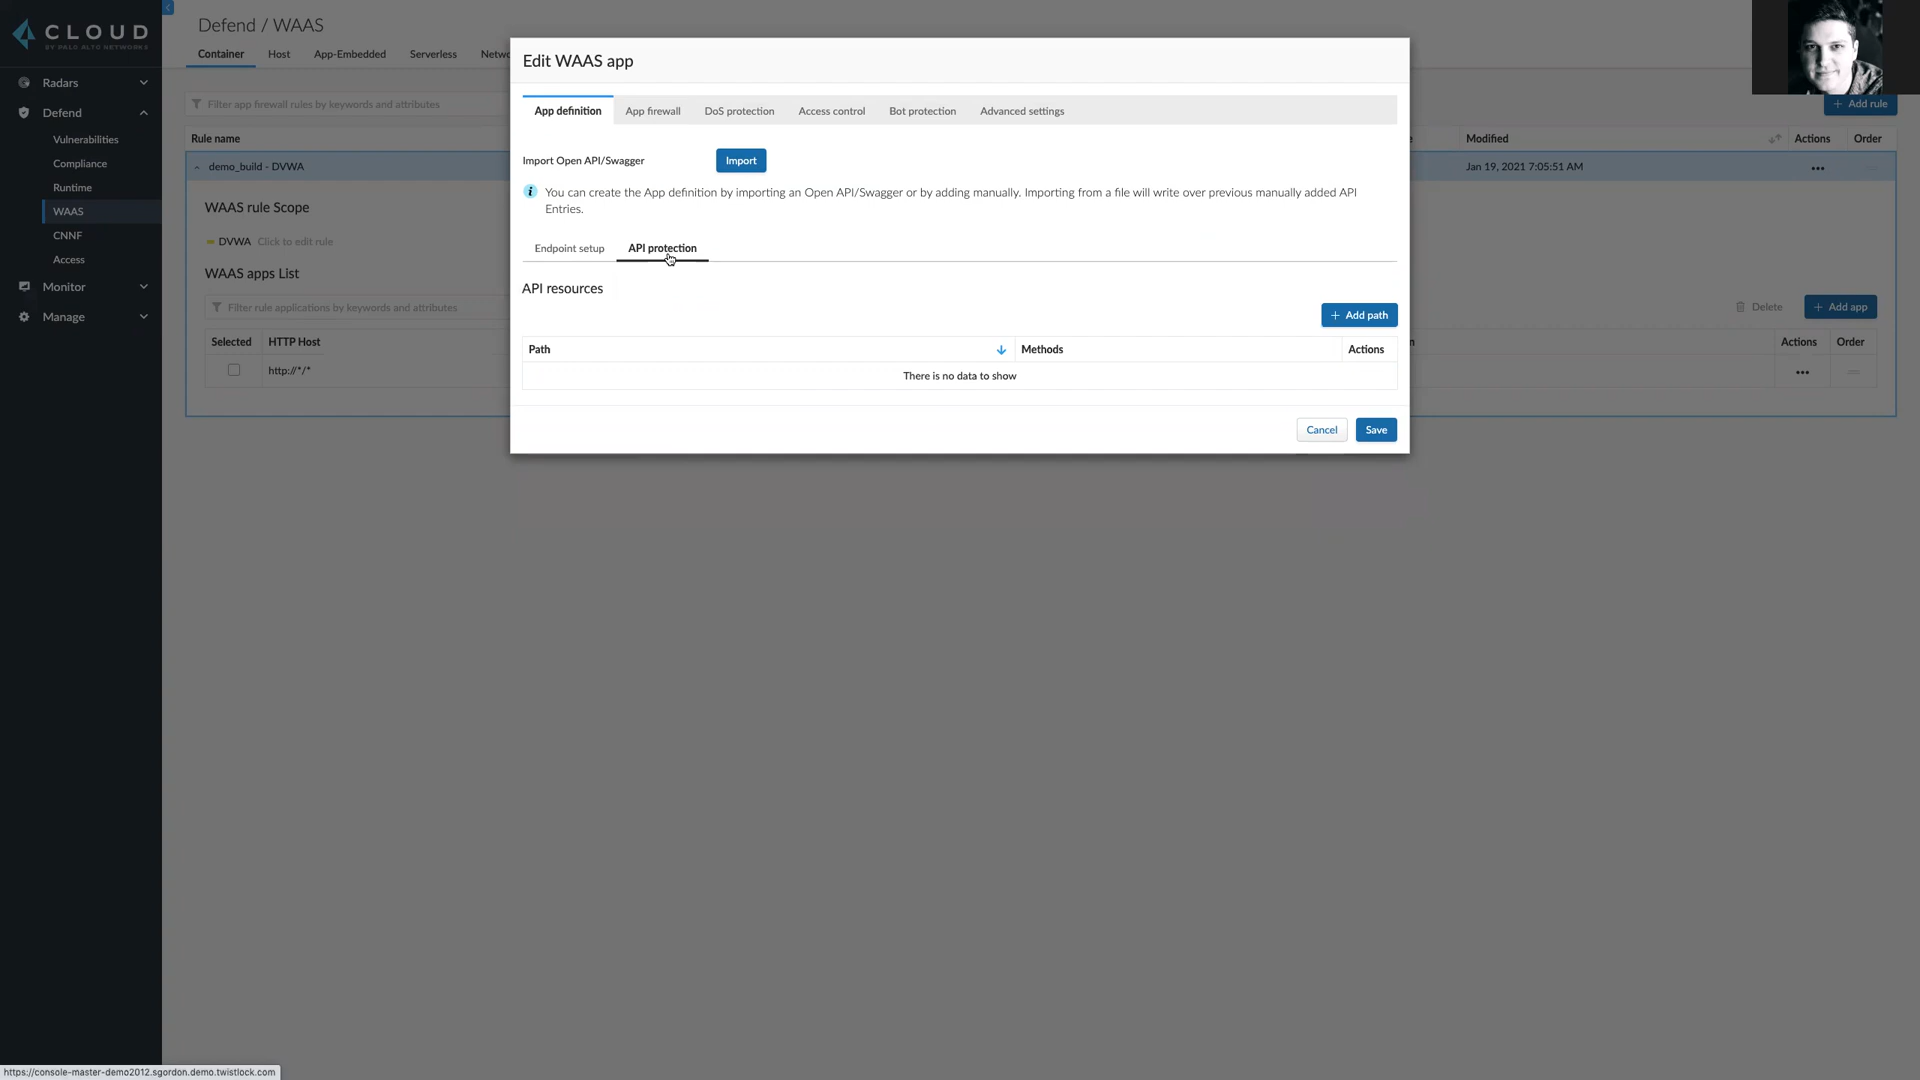 CLOUD
BY PALO ALTO NETWORKS
Radars
Defend
Vulnerabilities
Compliance
Runtime
WAAS
CNNF
Access
Monitor
Manage
Defend / WAAS
Container Host App-Embedded Serverless Netwo
Filter app firewall rules by keywords and attributes
+ Add rule
Rule name Modified Actions Order
demo_build - DVWA Jan 19, 2021 7:05:51 AM
WAAS rule Scope
DVWA Click to edit rule
WAAS apps List
Filter rule applications by keywords and attributes
Delete + Add app
Selected HTTP Host Actions Order
http://*/*
Edit WAAS app
App definition App firewall DoS protection Access control Bot protection Advanced settings
Import Open API/Swagger Import
You can create the App definition by importing an Open API/Swagger or by adding manually. Importing from a file will write over previous manually added API
Entries.
Endpoint setup API protection
API resources
+ Add path
Path Methods Actions
There is no data to show
Cancel Save
https://console-master-demo2012.sgordon.demo.twistlock.com